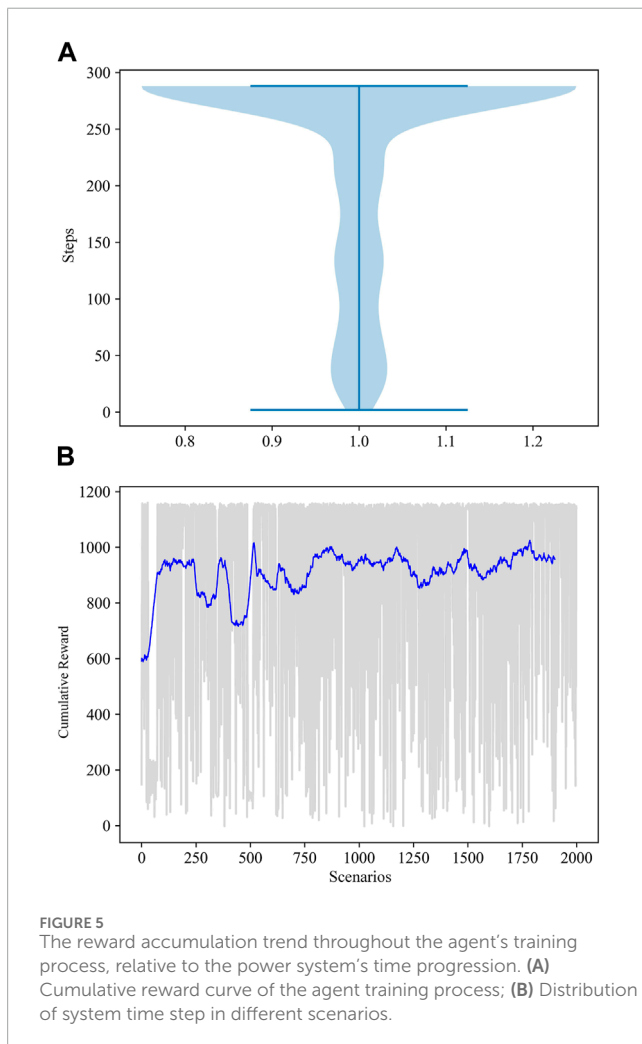 A
300
250
200
150
100
50
0
Steps
0.8 0.9 1.0 1.1 1.2
B
1200
1000
800
600
400
200
0
Cumulative Reward
0 250 500 750 1000 1250 1500 1750 2000
Scenarios
FIGURE 5
The reward accumulation trend throughout the agent's training
process, relative to the power system's time progression. (A)
Cumulative reward curve of the agent training process; (B) Distribution
of system time step in different scenarios.